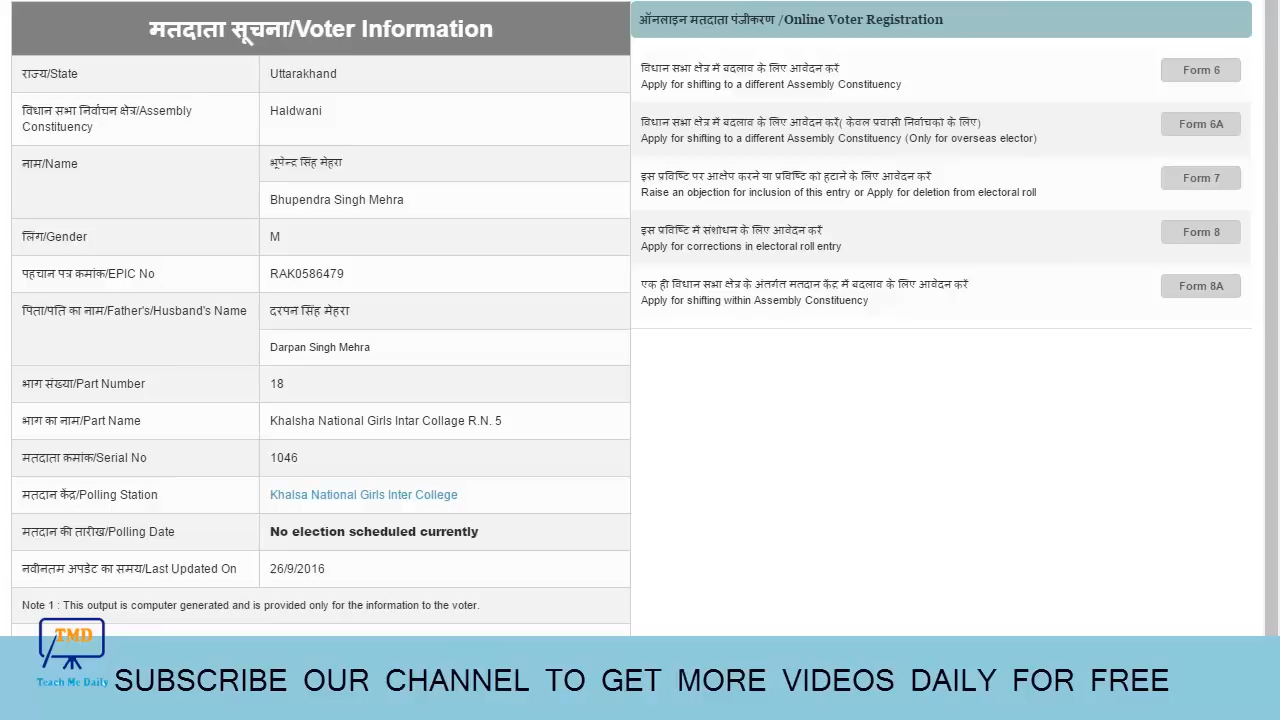 मतदाता सूचना/Voter Information
राज्य/State
Uttarakhand
विधान सभा निर्वाचन क्षेत्र/Assembly
Constituency
Haldwani
नाम/Name
भूपेन्द्र सिंह मेहरा
Bhupendra Singh Mehra
लिंग/Gender
M
पहचान पत्र क्रमांक/EPIC No
RAK0586479
पिता/पति का नाम/Father's/Husband's Name
दरपन सिंह मेहरा
Darpan Singh Mehra
भाग संख्या/Part Number
18
भाग का नाम/Part Name
Khalsha National Girls Intar Collage R.N. 5
मतदाता क्रमांक/Serial No
1046
मतदान केंद्र/Polling Station
Khalsa National Girls Inter College
मतदान की तारीख/Polling Date
No election scheduled currently
नवीनतम अपडेट का समय/Last Updated On
26/9/2016
Note 1 : This output is computer generated and is provided only for the information to the voter.
ऑनलाइन मतदाता पंजीकरण /Online Voter Registration
विधान सभा क्षेत्र में बदलाव के लिए आवेदन करें
Apply for shifting to a different Assembly Constituency
Form 6
विधान सभा क्षेत्र में बदलाव के लिए आवेदन करें( केवल प्रवासी निर्वाचकों के लिए)
Apply for shifting to a different Assembly Constituency (Only for overseas elector)
Form 6A
इस प्रविष्टि पर आक्षेप करने या प्रविष्टि को हटाने के लिए आवेदन करें
Raise an objection for inclusion of this entry or Apply for deletion from electoral roll
Form 7
इस प्रविष्टि में संशोधन के लिए आवेदन करें
Apply for corrections in electoral roll entry
Form 8
एक ही विधान सभा क्षेत्र के अंतर्गत मतदान केंद्र में बदलाव के लिए आवेदन करें
Apply for shifting within Assembly Constituency
Form 8A
TMD
Teach Me Daily
SUBSCRIBE OUR CHANNEL TO GET MORE VIDEOS DAILY FOR FREE